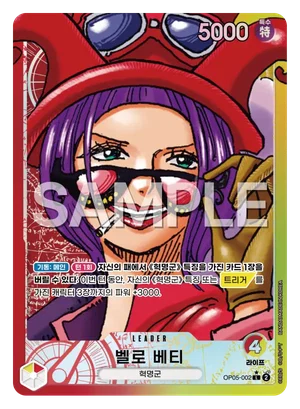 5000
특수
特
SAMPLE
기동: 메인 턴 1회 자신의 패에서 《혁명군》 특징을 가진 카드 1장을
버릴 수 있다: 이번 턴 동안, 자신의 《혁명군》 특징 또는 트리거 를
가진 캐릭터 3장까지의 파워 +3000.
LEADER
벨로 베티
혁명군
4
라이프
OP05-002 L 2